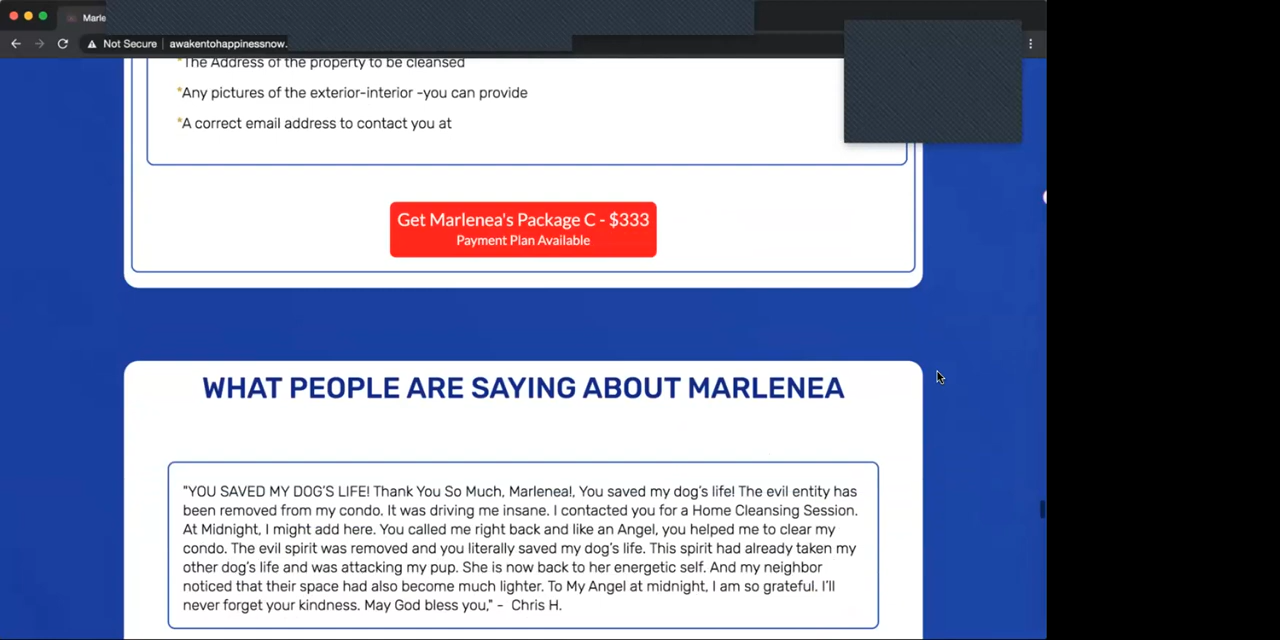 Marle
Not Secure
awakentohappinessnow.
*The Address of the property to be cleansed
*Any pictures of the exterior-interior -you can provide
*A correct email address to contact you at
Get Marlenea's Package C - $333
Payment Plan Available
WHAT PEOPLE ARE SAYING ABOUT MARLENEA
"YOU SAVED MY DOG'S LIFE! Thank You So Much, Marlenea!, You saved my dog's life! The evil entity has
been removed from my condo. It was driving me insane. I contacted you for a Home Cleansing Session.
At Midnight, I might add here. You called me right back and like an Angel, you helped me to clear my
condo. The evil spirit was removed and you literally saved my dog's life. This spirit had already taken my
other dog's life and was attacking my pup. She is now back to her energetic self. And my neighbor
noticed that their space had also become much lighter. To My Angel at midnight, I am so grateful. I'll
never forget your kindness. May God bless you," - Chris H.